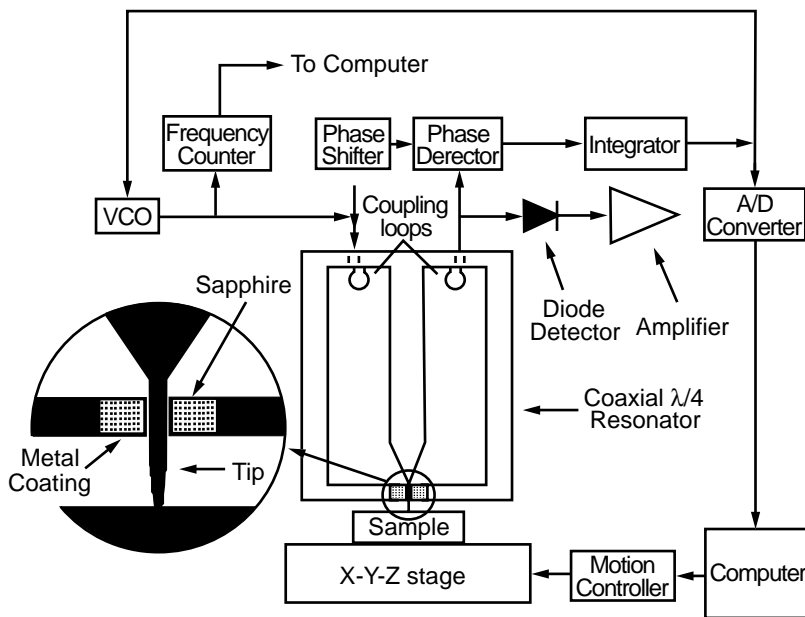 To Computer
Frequency
Counter
Phase
Shifter
Phase
Derector
Integrator
VCO
Coupling
loops
A/D
Converter
Sapphire
Diode
Detector
Amplifier
Coaxial λ/4
Resonator
Metal
Coating
Tip
Sample
X-Y-Z stage
Motion
Controller
Computer